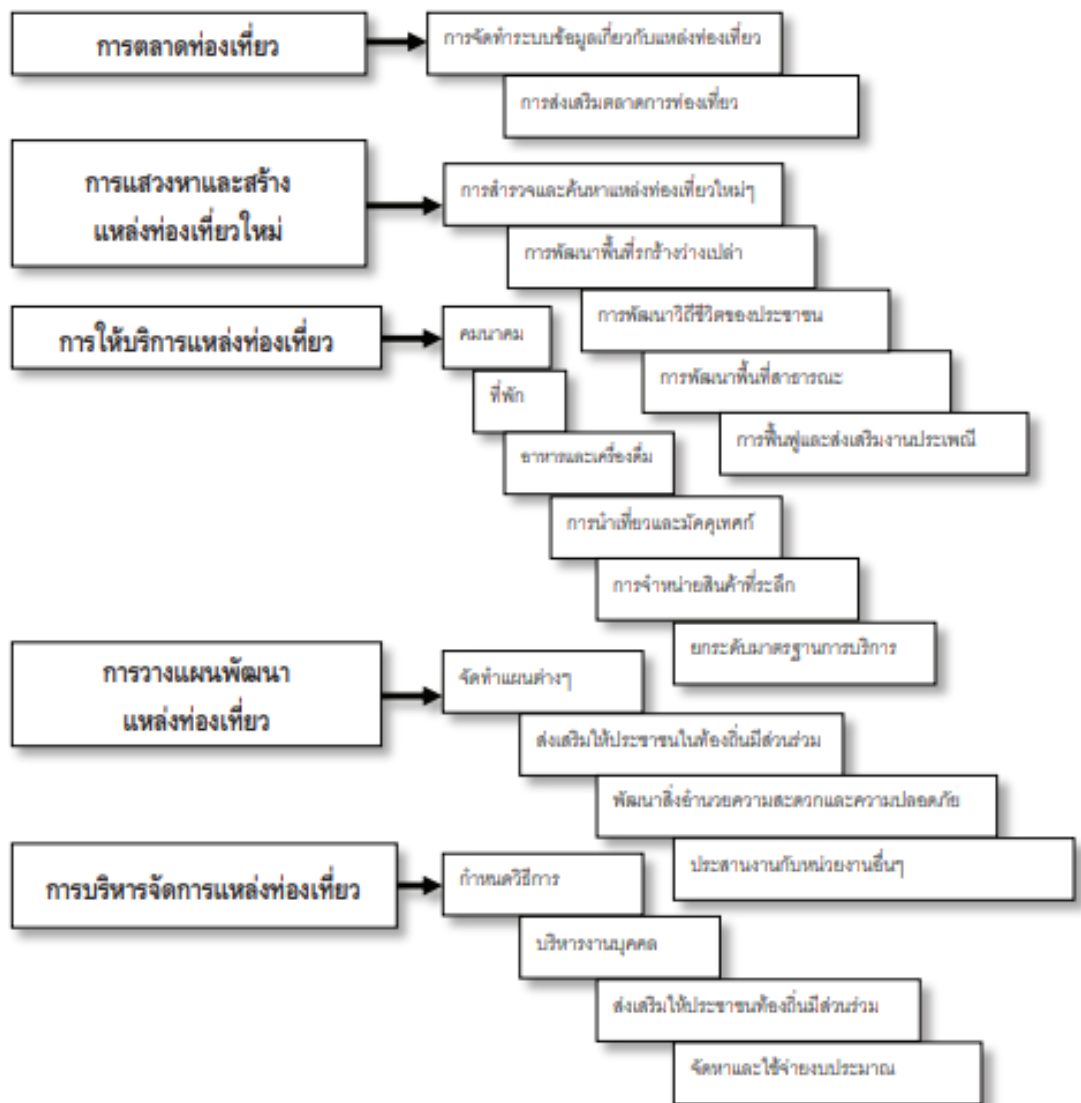 การตลาดท่องเที่ยว
การจัดทำระบบข้อมูลเกี่ยวกับแหล่งท่องเที่ยว
การส่งเสริมตลาดการท่องเที่ยว
การแสวงหาและสร้าง
แหล่งท่องเที่ยวใหม่
การสำรวจและค้นหาแหล่งท่องเที่ยวใหม่ๆ
การพัฒนาพื้นที่รกร้างว่างเปล่า
การพัฒนาวิถีชีวิตของประชาชน
การพัฒนาพื้นที่สาธารณะ
การฟื้นฟูและส่งเสริมงานประเพณี
การให้บริการแหล่งท่องเที่ยว
คมนาคม
ที่พัก
อาหารและเครื่องดื่ม
การนำเที่ยวและมัคคุเทศก์
การจำหน่ายสินค้าที่ระลึก
ยกระดับมาตรฐานการบริการ
การวางแผนพัฒนา
แหล่งท่องเที่ยว
จัดทำแผนต่างๆ
ส่งเสริมให้ประชาชนในท้องถิ่นมีส่วนร่วม
พัฒนาสิ่งอำนวยความสะดวกและความปลอดภัย
ประสานงานกับหน่วยงานอื่นๆ
การบริหารจัดการแหล่งท่องเที่ยว
กำหนดวิธีการ
บริหารงานบุคคล
ส่งเสริมให้ประชาชนท้องถิ่นมีส่วนร่วม
จัดหาและใช้จ่ายงบประมาณ